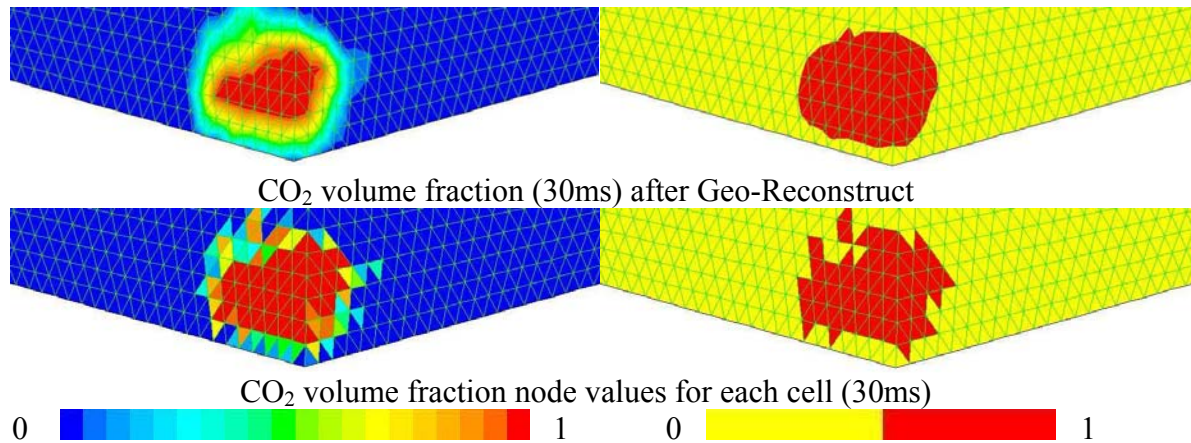 CO₂ volume fraction (30ms) after Geo-Reconstruct
CO₂ volume fraction node values for each cell (30ms)
0 1 0 1